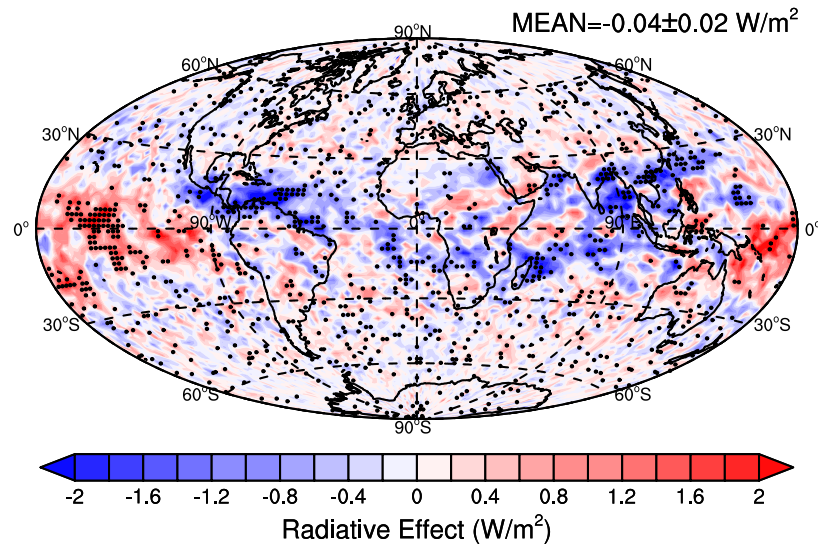 MEAN=-0.04±0.02 W/m²
90°N
60°N 60°N
30°N 30°N
0° 90°W 0° 90°E 0°
30°S 30°S
60°S 60°S
90°S
-2 -1.6 -1.2 -0.8 -0.4 0 0.4 0.8 1.2 1.6 2
Radiative Effect (W/m²)